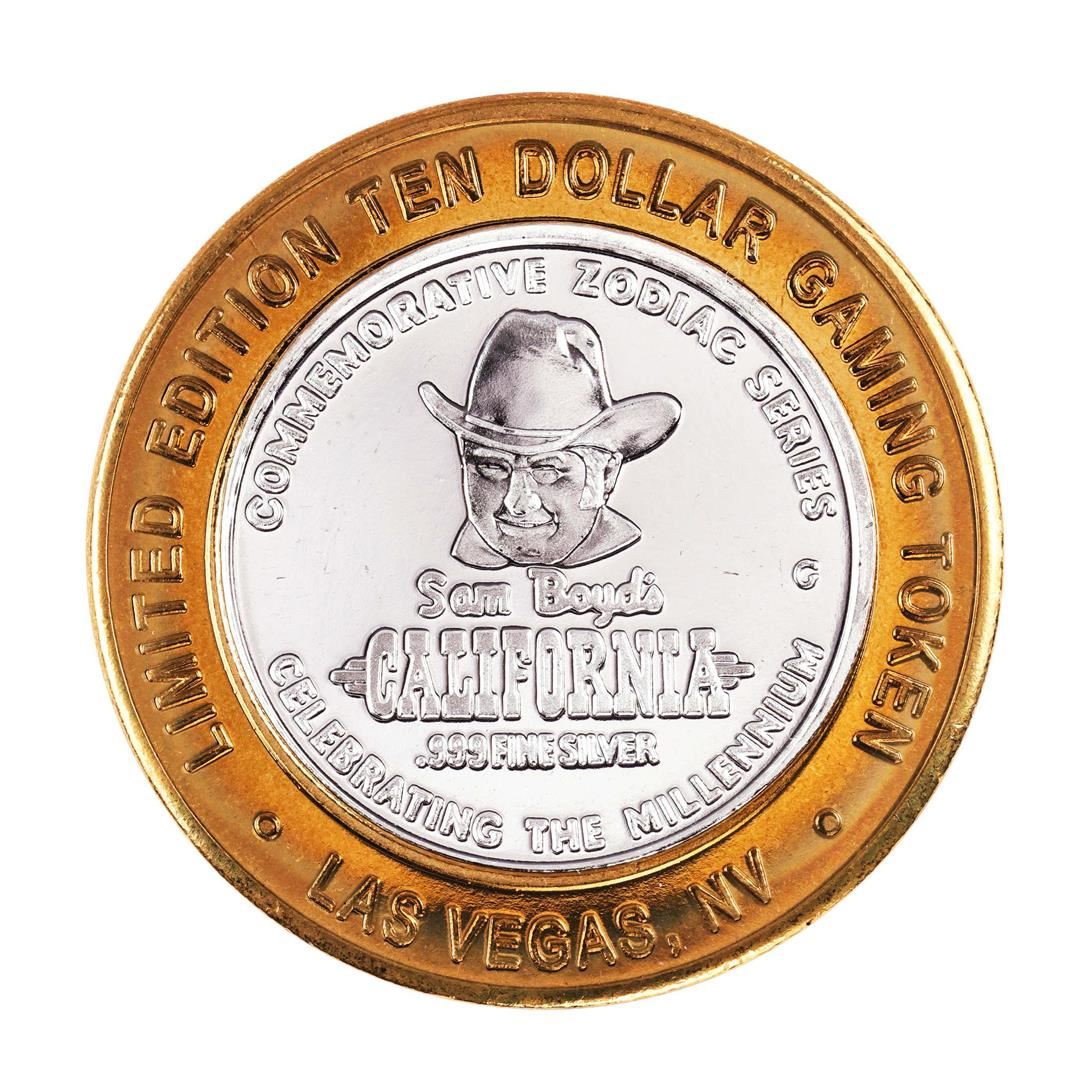 LIMITED EDITION TEN DOLLAR GAMING TOKEN
COMMEMORATIVE ZODIAC SERIES
G
Sam Boyd's
CALIFORNIA
.999 FINE SILVER
CELEBRATING THE MILLENNIUM
LAS VEGAS, NV